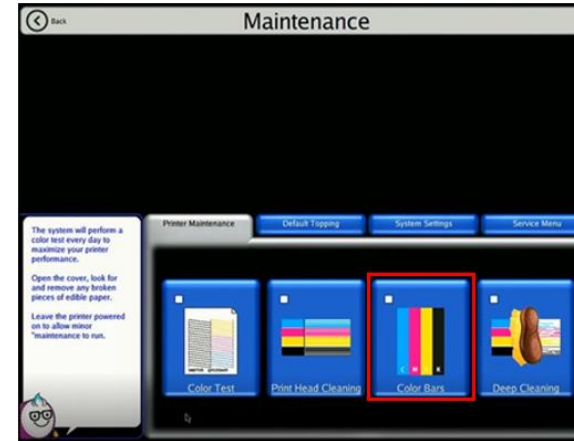 Back
Maintenance
The system will perform a
color test every day to
maximize your printer
performance.
Open the cover, look for
and remove any broken
pieces of edible paper.
Leave the printer powered
on to allow minor
"maintenance to run.
Printer Maintenance
Default Topping
System Settings
Service Menu
Color Test
Print Head Cleaning
C M Y K
Color Bars
Deep Cleaning